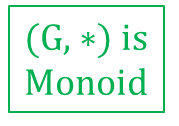 (G, *) is
Monoid